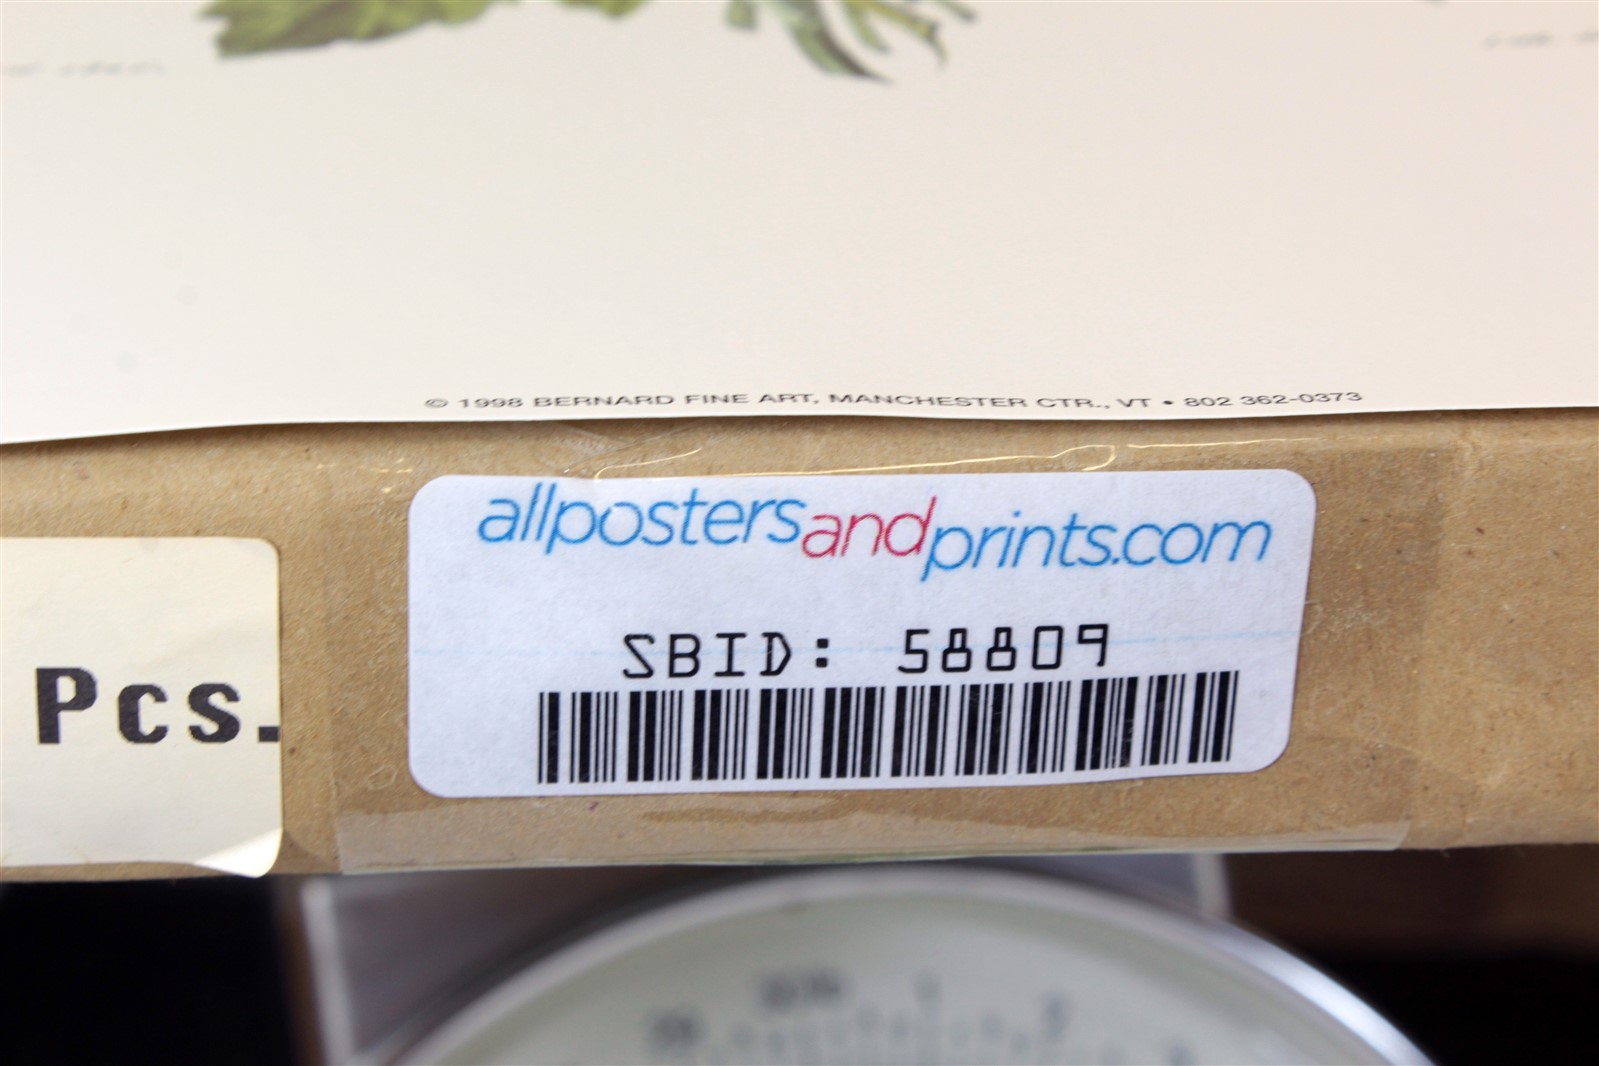 © 1998 BERNARD FINE ART, MANCHESTER CTR., VT • 802 362-0373
allpostersandprints.com
SBID: 58809
Pcs.